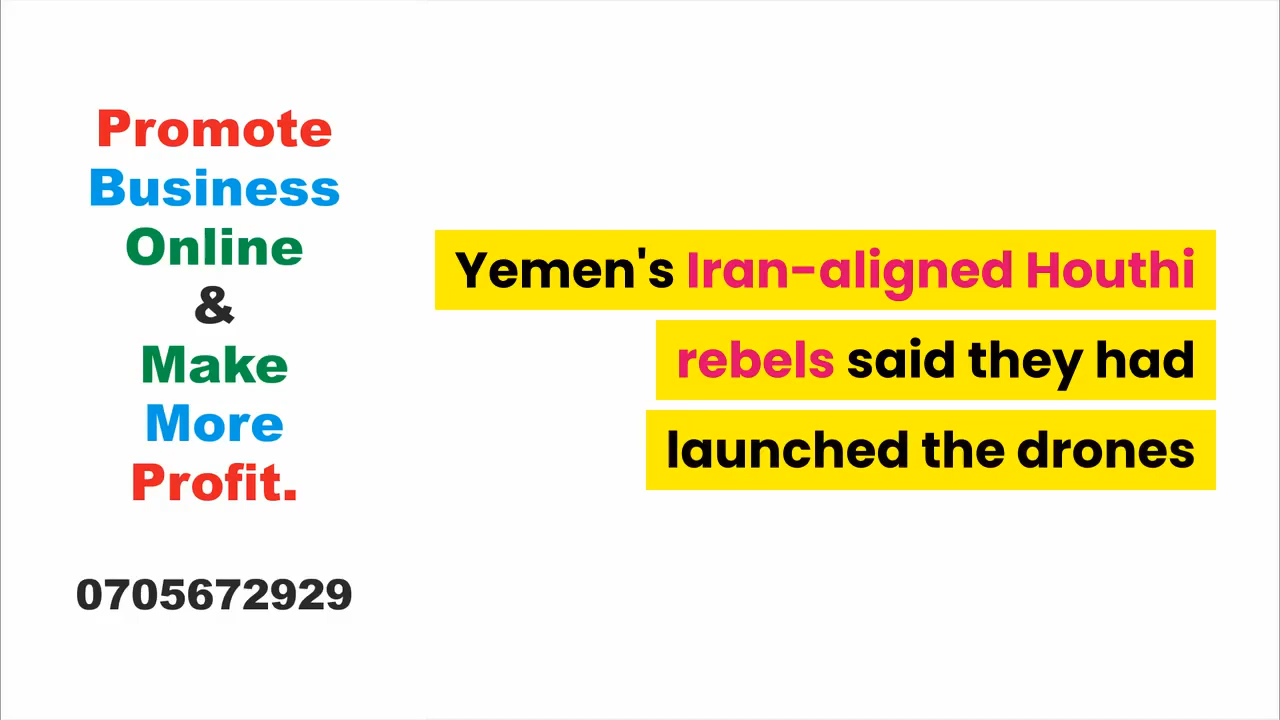 Promote
Business
Online
&
Make
More
Profit.
0705672929
Yemen's Iran-aligned Houthi
rebels said they had
launched the drones